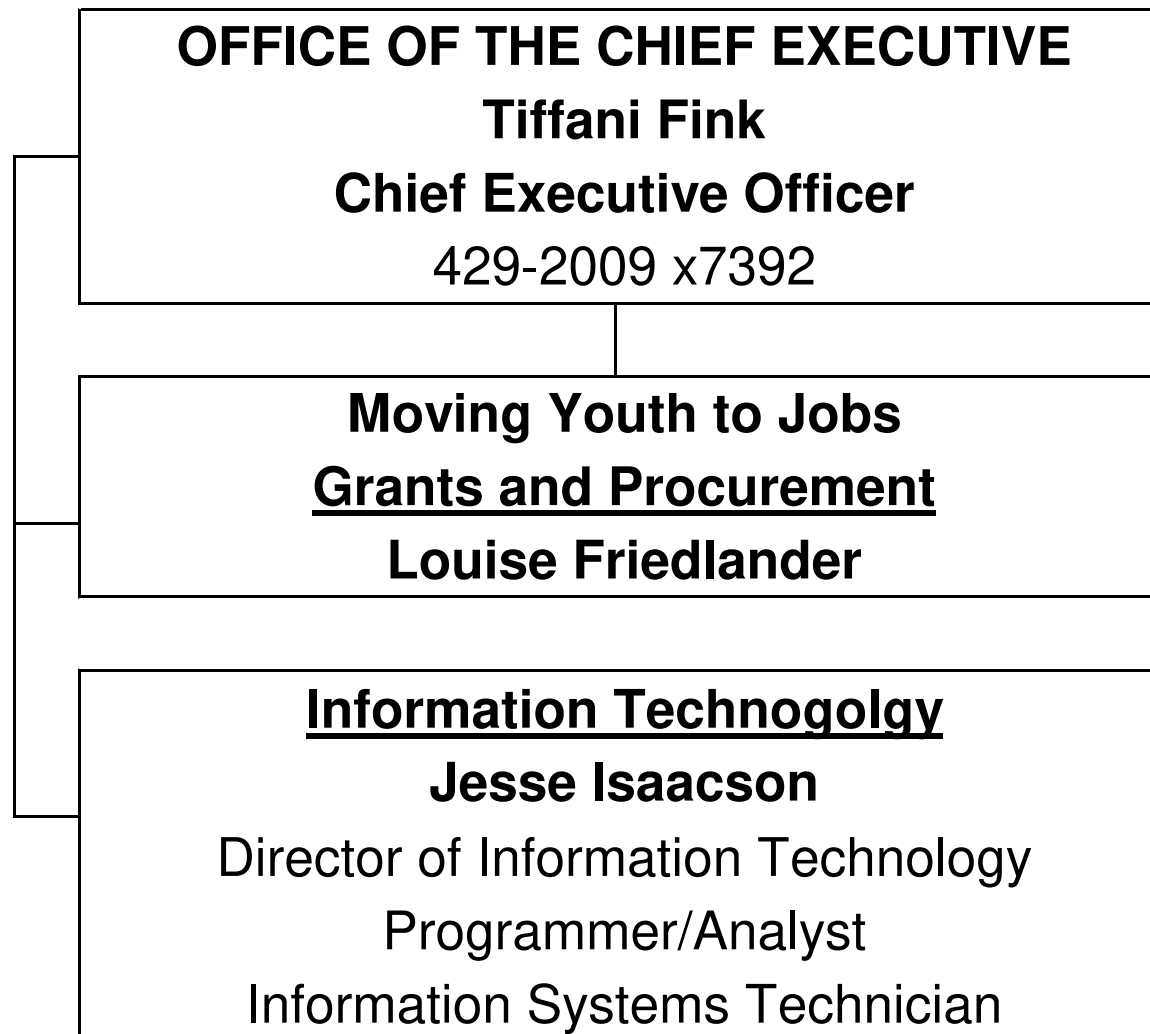 OFFICE OF THE CHIEF EXECUTIVE
Tiffani Fink
Chief Executive Officer
429-2009 x7392
Moving Youth to Jobs
Grants and Procurement
Louise Friedlander
Information Technogolgy
Jesse Isaacson
Director of Information Technology
Programmer/Analyst
Information Systems Technician